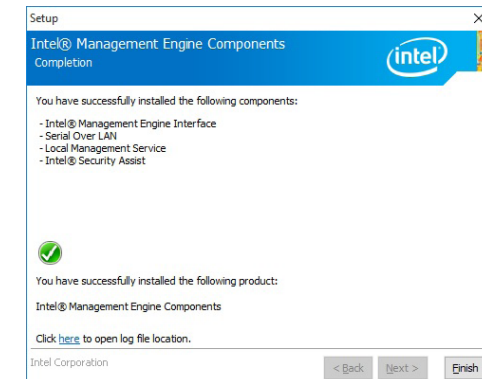 Setup
Intel® Management Engine Components
Completion
intel
You have successfully installed the following components:
- Intel® Management Engine Interface
- Serial Over LAN
- Local Management Service
- Intel® Security Assist
You have successfully installed the following product:
Intel® Management Engine Components
Click here to open log file location.
Intel Corporation
< Back Next > Finish